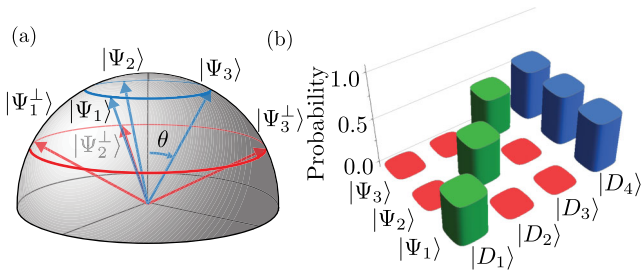 (a)
|Ψ₂⟩
|Ψ₃⟩
|Ψ₁^⊥⟩
|Ψ₁⟩
|Ψ₃^⊥⟩
|Ψ₂^⊥⟩
θ
(b)
Probability
1.0
0.5
0.0
|Ψ₃⟩
|Ψ₂⟩
|Ψ₁⟩
|D₁⟩
|D₂⟩
|D₃⟩
|D₄⟩